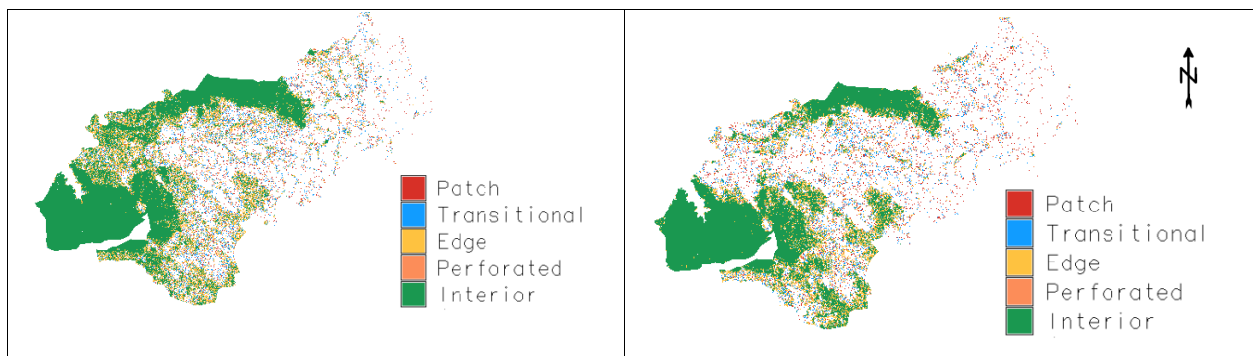 Patch
Transitional
Edge
Perforated
Interior
N
Patch
Transitional
Edge
Perforated
Interior